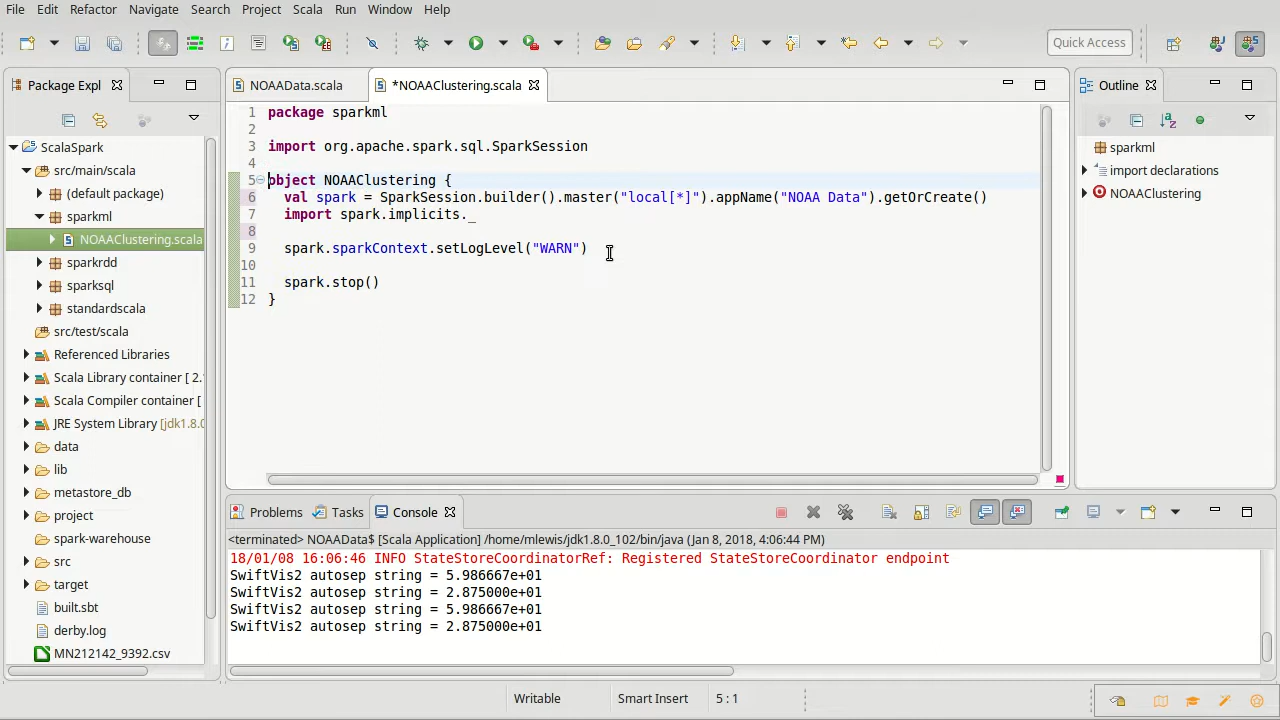 File Edit Refactor Navigate Search Project Scala Run Window Help
Quick Access
Package Expl
ScalaSpark
src/main/scala
(default package)
sparkml
NOAAClustering.scala
sparkrdd
sparksql
standardscala
src/test/scala
Referenced Libraries
Scala Library container [ 2.
Scala Compiler container [
JRE System Library [jdk1.8.0
data
lib
metastore_db
project
spark-warehouse
src
target
built.sbt
derby.log
MN212142_9392.csv
NOAAData.scala
*NOAAClustering.scala
1 package sparkml
2
3 import org.apache.spark.sql.SparkSession
4
5 object NOAAClustering {
6 val spark = SparkSession.builder().master("local[*]").appName("NOAA Data").getOrCreate()
7 import spark.implicits._
8
9 spark.sparkContext.setLogLevel("WARN")
10
11 spark.stop()
12 }
Outline
sparkml
import declarations
NOAAClustering
Problems Tasks Console
<terminated> NOAAData$ [Scala Application] /home/mlewis/jdk1.8.0_102/bin/java (Jan 8, 2018, 4:06:44 PM)
18/01/08 16:06:46 INFO StateStoreCoordinatorRef: Registered StateStoreCoordinator endpoint
SwiftVis2 autosep string = 5.986667e+01
SwiftVis2 autosep string = 2.875000e+01
SwiftVis2 autosep string = 5.986667e+01
SwiftVis2 autosep string = 2.875000e+01
Writable Smart Insert 5 : 1